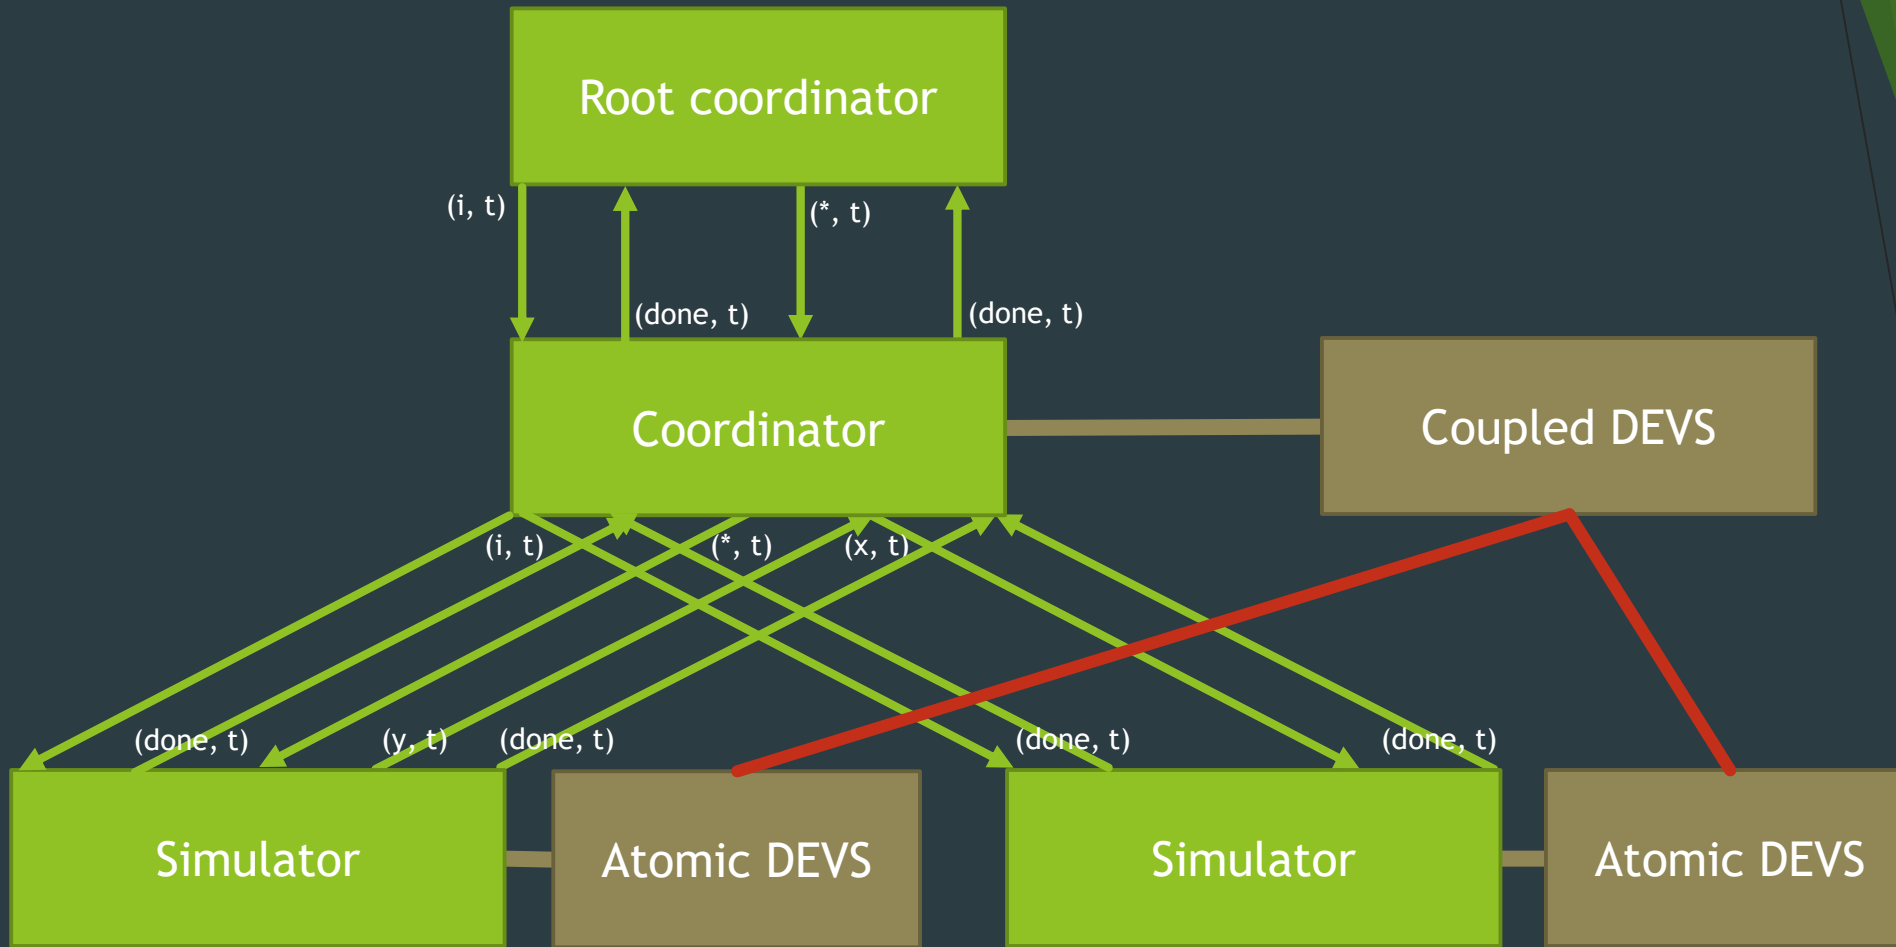 Root coordinator
(i, t)
(*, t)
(done, t)
(done, t)
Coordinator
Coupled DEVS
(i, t)
(*, t)
(x, t)
(done, t)
(y, t)
(done, t)
(done, t)
(done, t)
Simulator
Atomic DEVS
Simulator
Atomic DEVS